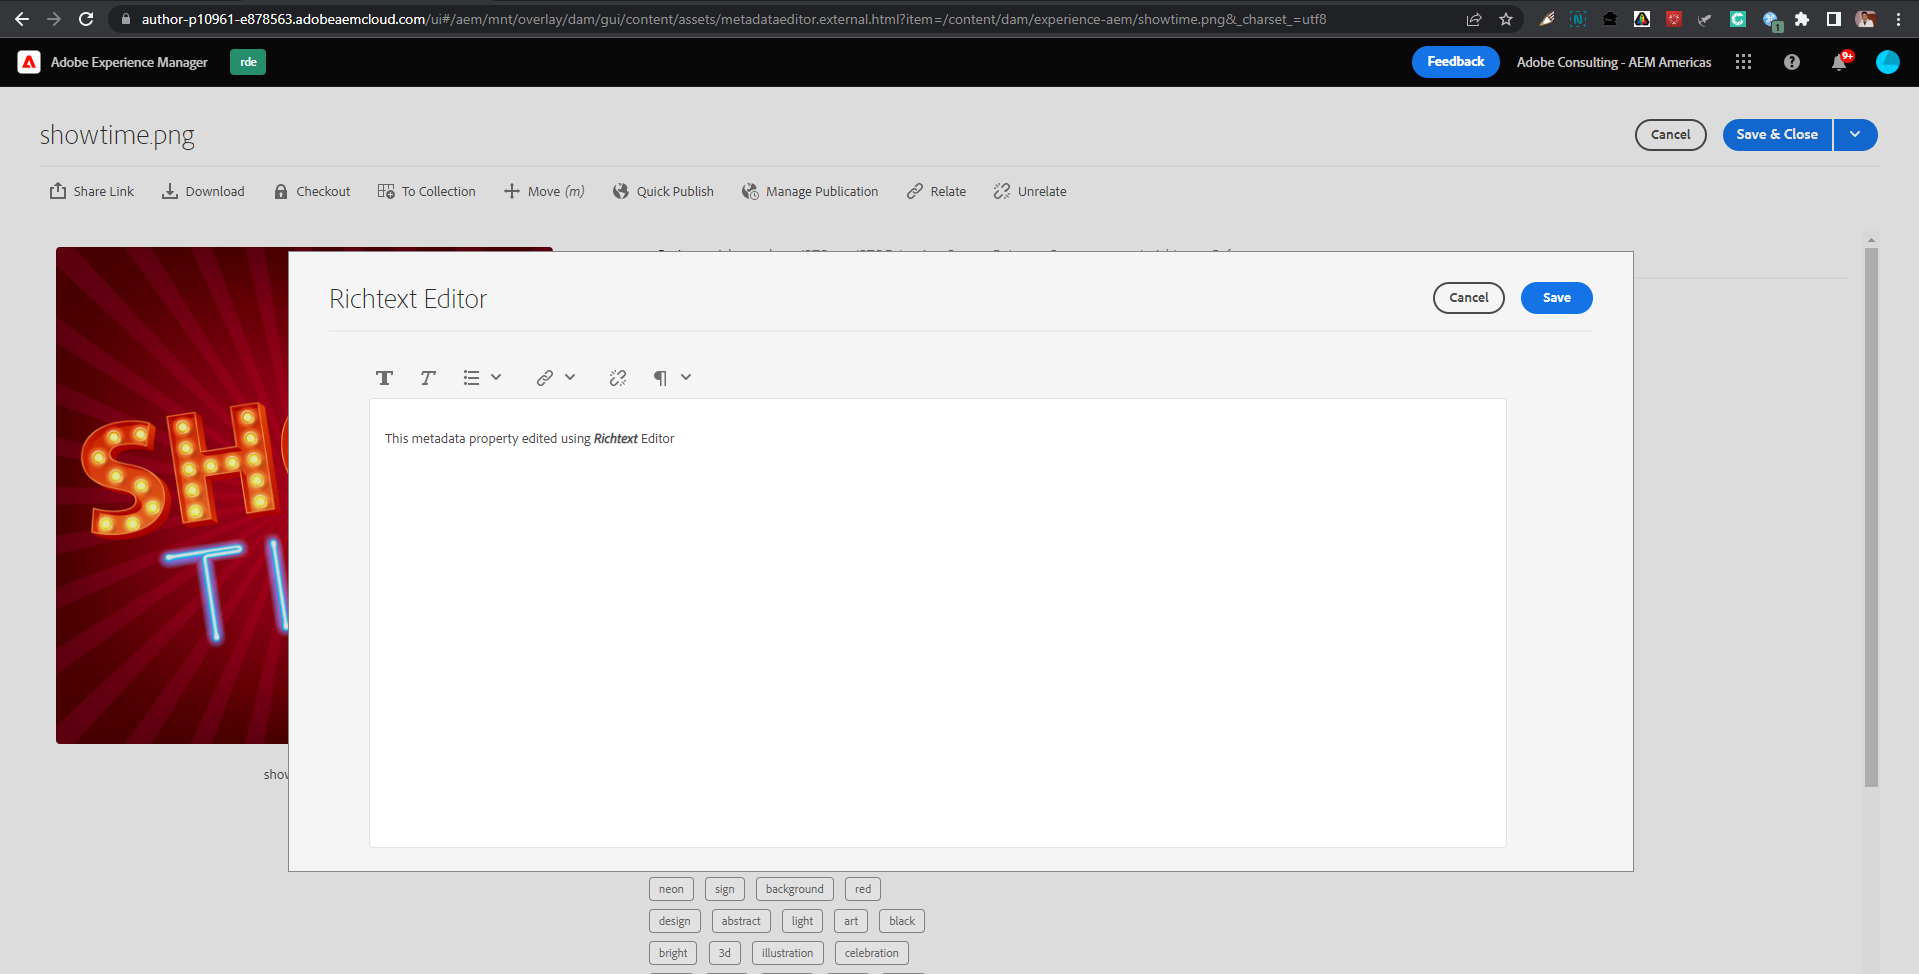 author-p10961-e878563.adobeaemcloud.com/ui#/aem/mnt/overlay/dam/gui/content/assets/metadataeditor.external.html?item=/content/dam/experience-aem/showtime.png&_charset_=utf8
1
Adobe Experience Manager rde Feedback Adobe Consulting - AEM Americas 9+
showtime.png Cancel Save & Close
Share Link Download Checkout To Collection Move (m) Quick Publish Manage Publication Relate Unrelate
Richtext Editor Cancel Save
This metadata property edited using Richtext Editor
SH
TI
show
neon sign background red
design abstract light art black
bright 3d illustration celebration